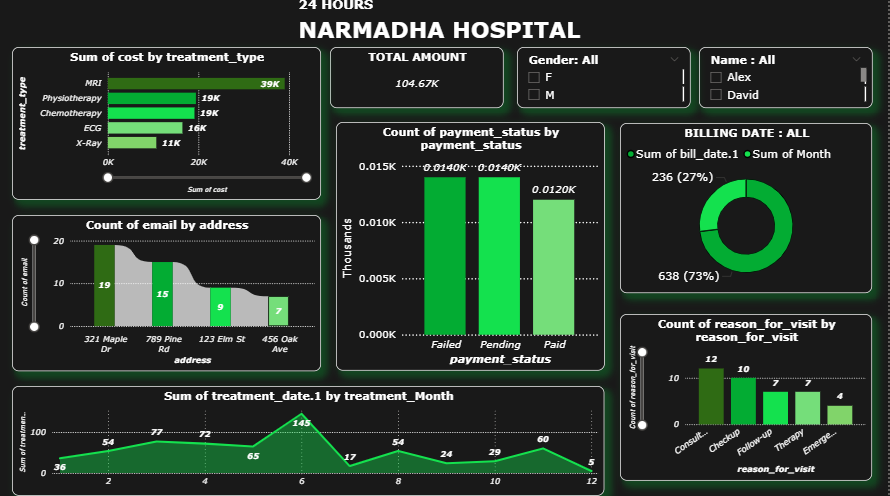 24 HOURS
NARMADHA HOSPITAL
Sum of cost by treatment_type
treatment_type
MRI 39K
Physiotherapy 19K
Chemotherapy 19K
ECG 16K
X-Ray 11K
0K 20K 40K
Sum of cost
TOTAL AMOUNT
104.67K
Gender: All
F
M
Name : All
Alex
David
Count of email by address
Count of email
20
10
0
19 15 9 7
321 Maple Dr
789 Pine Rd
123 Elm St
456 Oak Ave
address
Count of payment_status by
payment_status
Thousands
0.015K
0.010K
0.005K
0.000K
0.0140K 0.0140K 0.0120K
Failed Pending Paid
payment_status
BILLING DATE : ALL
Sum of bill_date.1 Sum of Month
236 (27%)
638 (73%)
Count of reason_for_visit by
reason_for_visit
Count of reason_for_visit
10
0
12 10 7 7 4
Consult... Checkup Follow-up Therapy Emerge...
reason_for_visit
Sum of treatment_date.1 by treatment_Month
Sum of treatmen...
100
0
36 54 77 72 65 145 17 54 24 29 60 5
2 4 6 8 10 12